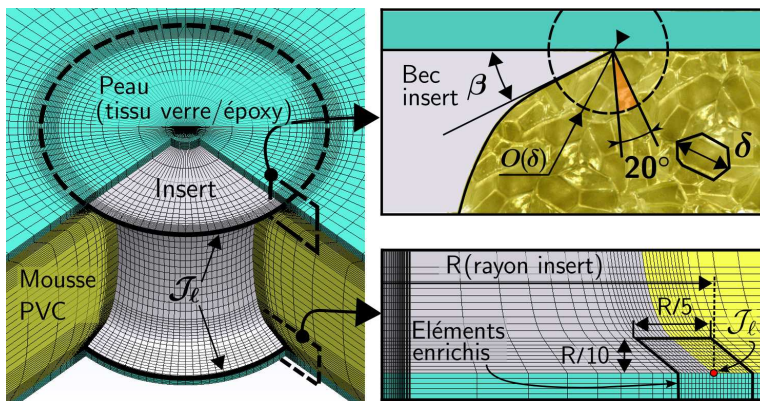 Peau
(tissu verre/époxy)
Insert
Mousse
PVC
𝒥ℓ
Bec
insert
β
O(δ)
20°
δ
R(rayon insert)
R/5
𝒥ℓ
Eléments
enrichis
R/10